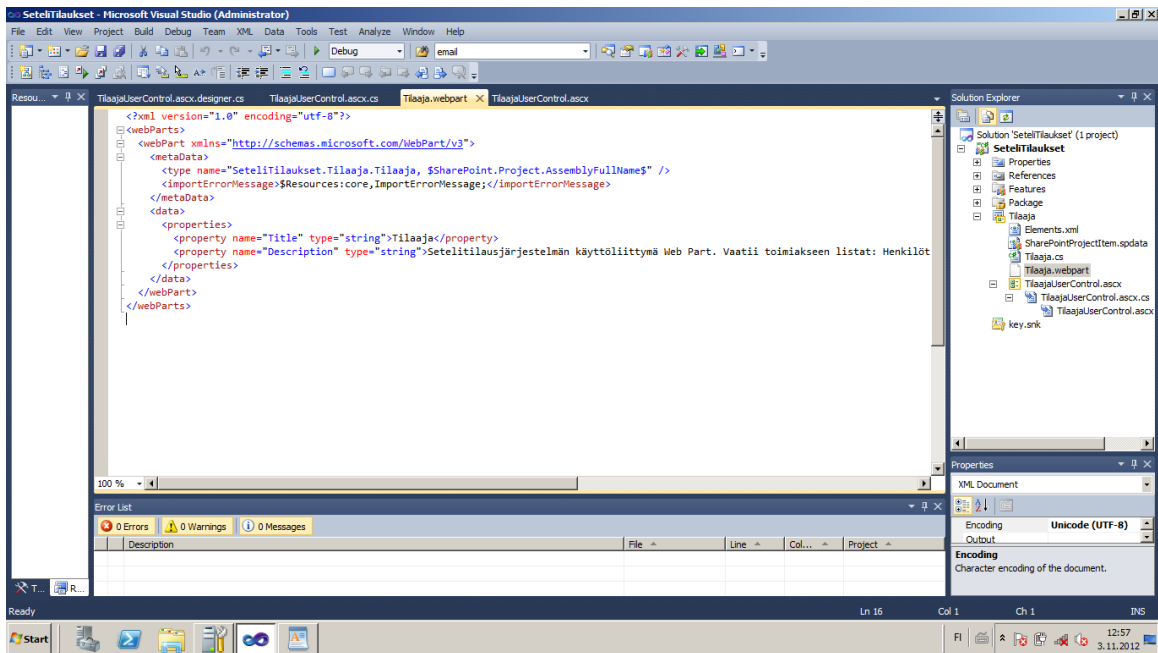 SeteliTilaukset - Microsoft Visual Studio (Administrator)
File Edit View Project Build Debug Team XML Data Tools Test Analyze Window Help
Debug email
Resou... TilaajaUserControl.ascx.designer.cs TilaajaUserControl.ascx.cs Tilaaja.webpart TilaajaUserControl.ascx
<?xml version="1.0" encoding="utf-8"?>
<webParts>
<webPart xmlns="http://schemas.microsoft.com/WebPart/v3">
<metaData>
<type name="SeteliTilaukset.Tilaaja.Tilaaja, $SharePoint.Project.AssemblyFullName$" />
<importErrorMessage>$Resources:core,ImportErrorMessage;</importErrorMessage>
</metaData>
<data>
<properties>
<property name="Title" type="string">Tilaaja</property>
<property name="Description" type="string">Setelitilausjärjestelmän käyttöliittymä Web Part. Vaatii toimiakseen listat: Henkilöt
</properties>
</data>
</webPart>
</webParts>
100 %
Solution Explorer
Solution 'SeteliTilaukset' (1 project)
SeteliTilaukset
Properties
References
Features
Package
Tilaaja
Elements.xml
SharePointProjectItem.spdata
Tilaaja.cs
Tilaaja.webpart
TilaajaUserControl.ascx
TilaajaUserControl.ascx.cs
TilaajaUserControl.ascx
key.snk
Properties
XML Document
Encoding Unicode (UTF-8)
Output
Encoding
Character encoding of the document.
Error List
0 Errors 0 Warnings 0 Messages
Description File Line Col... Project
T... R...
Ready Ln 16 Col 1 Ch 1 INS
Start FI 12:57
3.11.2012